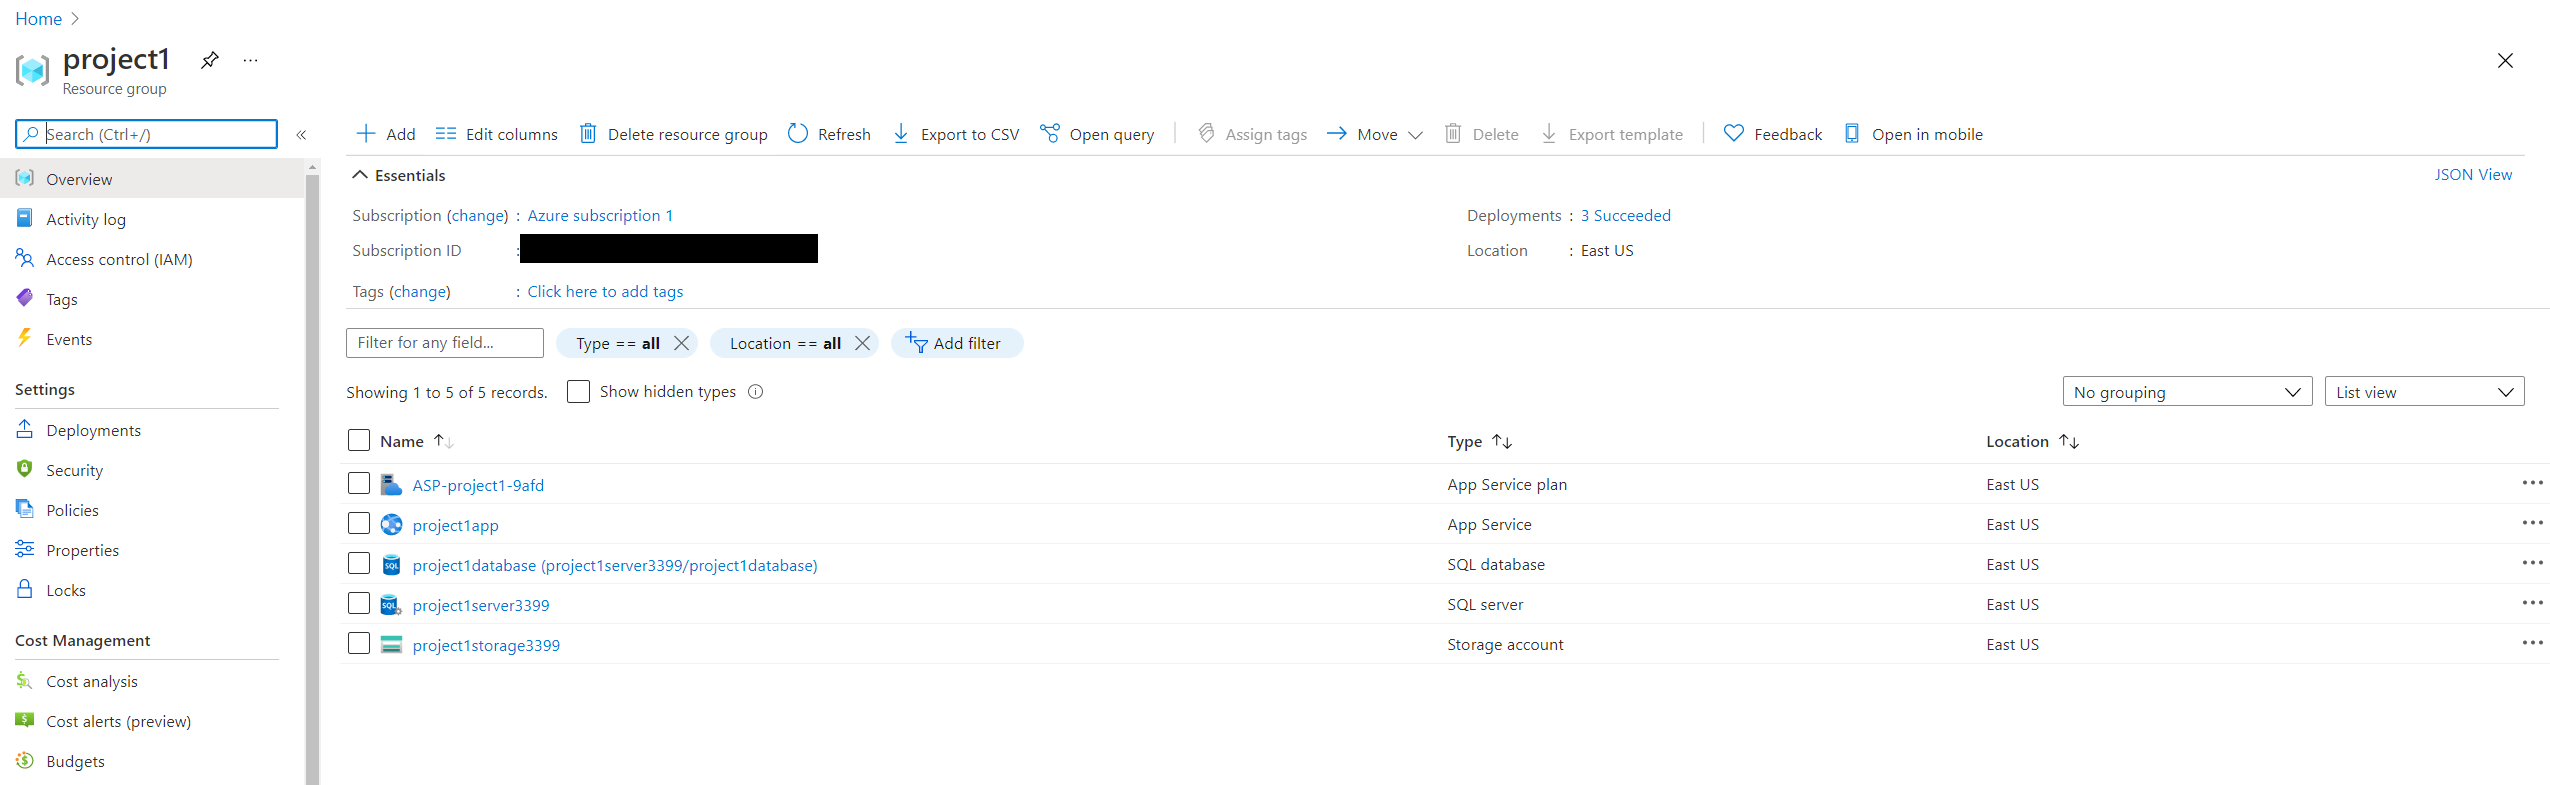 Home
project1
Resource group
Search (Ctrl+/)
Add
Edit columns
Delete resource group
Refresh
Export to CSV
Open query
Assign tags
Move
Delete
Export template
Feedback
Open in mobile
Overview
Activity log
Access control (IAM)
Tags
Events
Settings
Deployments
Security
Policies
Properties
Locks
Cost Management
Cost analysis
Cost alerts (preview)
Budgets
Essentials
JSON View
Subscription (change) : Azure subscription 1
Deployments : 3 Succeeded
Subscription ID :
Location : East US
Tags (change) : Click here to add tags
Filter for any field...
Type == all
Location == all
Add filter
Showing 1 to 5 of 5 records.
Show hidden types
No grouping
List view
Name Type Location
ASP-project1-9afd App Service plan East US
project1app App Service East US
SQL project1database (project1server3399/project1database) SQL database East US
SQL project1server3399 SQL server East US
project1storage3399 Storage account East US